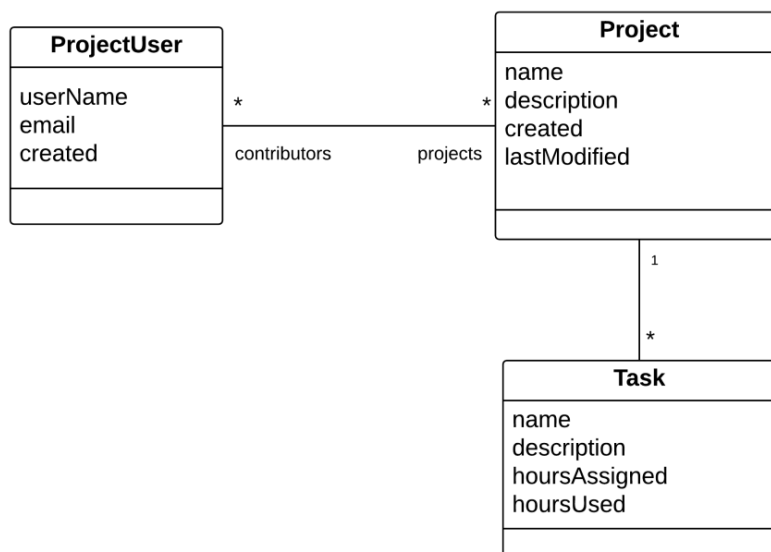 ProjectUser
userName
email
created
*
contributors
*
projects
Project
name
description
created
lastModified
1
*
Task
name
description
hoursAssigned
hoursUsed